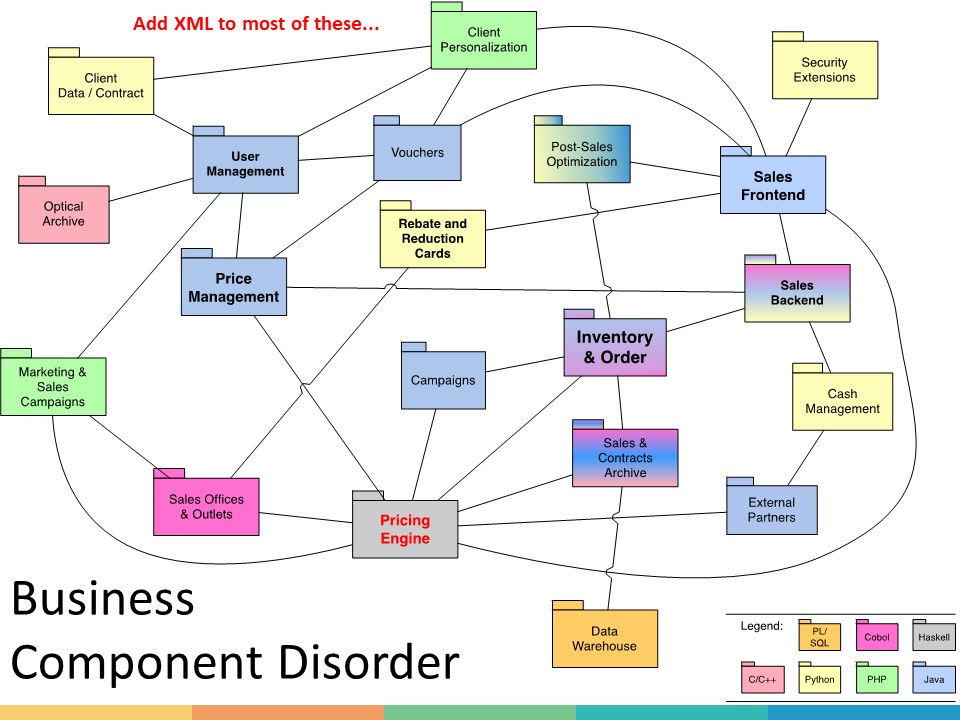 Add XML to most of these...
Client
Personalization
Client
Data / Contract
Security
Extensions
User
Management
Vouchers
Post-Sales
Optimization
Sales
Frontend
Optical
Archive
Rebate and
Reduction
Cards
Price
Management
Sales
Backend
Inventory
& Order
Marketing &
Sales
Campaigns
Campaigns
Cash
Management
Sales &
Contracts
Archive
Sales Offices
& Outlets
Pricing
Engine
External
Partners
Business
Component Disorder
Data
Warehouse
Legend:
PL/
SQL
Cobol
Haskell
C/C++
Python
PHP
Java